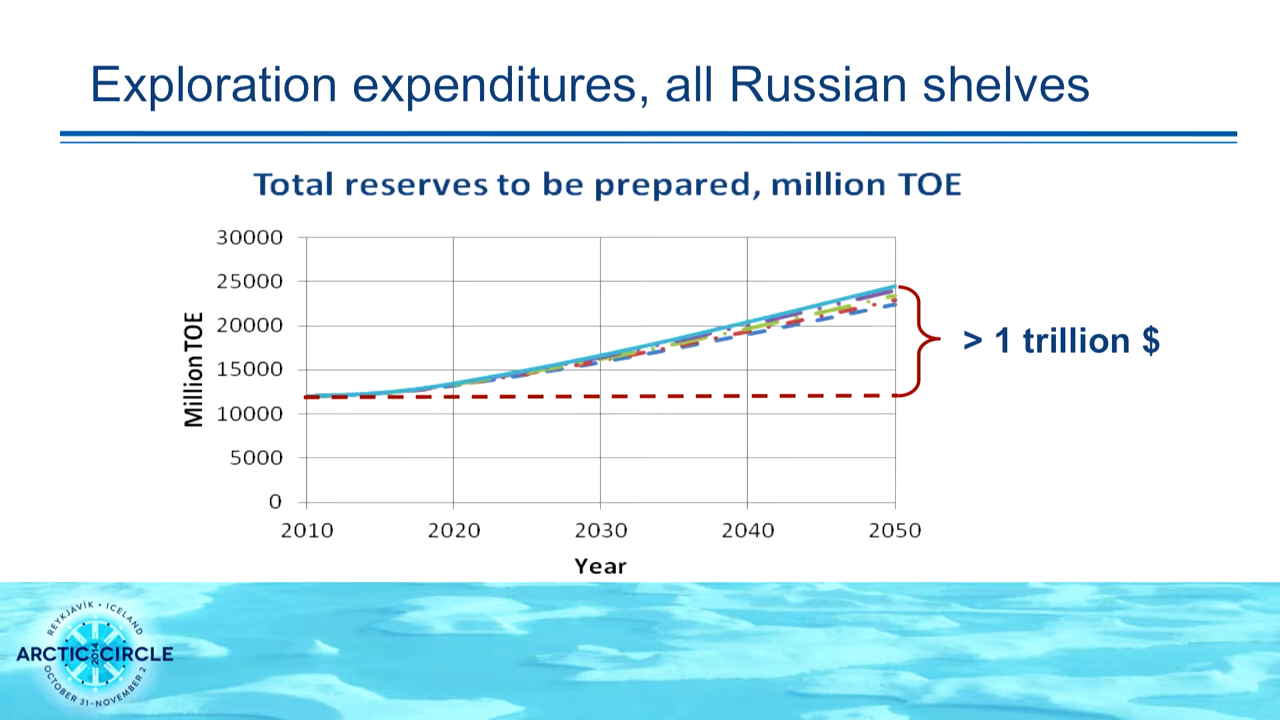 Exploration expenditures, all Russian shelves
Total reserves to be prepared, million TOE
Million TOE
30000
25000
20000
15000
10000
5000
0
2010 2020 2030 2040 2050
Year
> 1 trillion $
REYKJAVÍK • ICELAND
ARCTIC CIRCLE
2014
OCTOBER 31–NOVEMBER 2